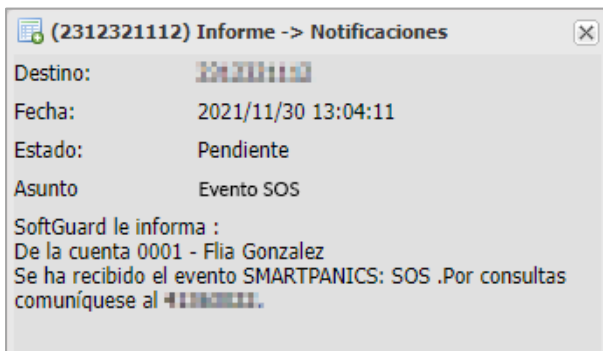 (2312321112) Informe -> Notificaciones
Destino:
Fecha: 2021/11/30 13:04:11
Estado: Pendiente
Asunto Evento SOS
SoftGuard le informa :
De la cuenta 0001 - Flia Gonzalez
Se ha recibido el evento SMARTPANICS: SOS .Por consultas
comuníquese al